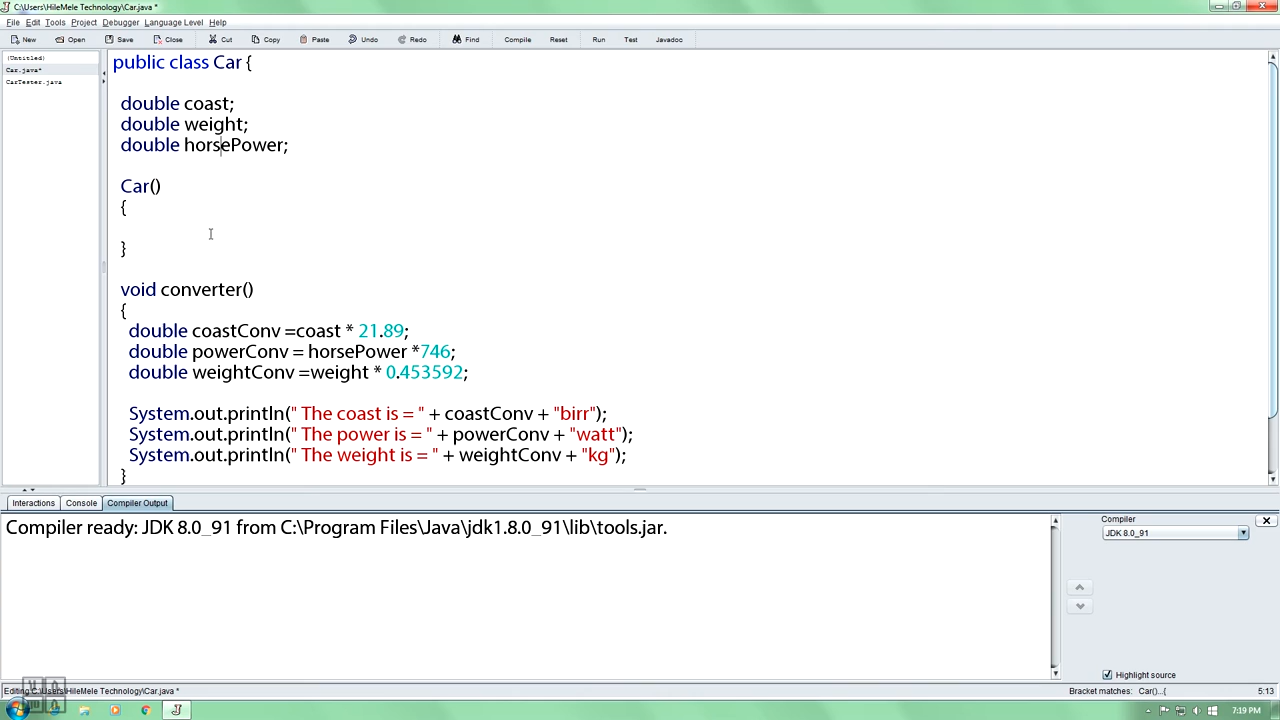 C:\Users\HileMele Technology\Car.java *
File Edit Tools Project Debugger Language Level Help
New Open Save Close Cut Copy Paste Undo Redo Find Compile Reset Run Test Javadoc
(Untitled)
Car.java*
CarTester.java
public class Car {
double coast;
double weight;
double horsePower;
Car()
{
}
void converter()
{
double coastConv =coast * 21.89;
double powerConv = horsePower *746;
double weightConv =weight * 0.453592;
System.out.println(" The coast is = " + coastConv + "birr");
System.out.println(" The power is = " + powerConv + "watt");
System.out.println(" The weight is = " + weightConv + "kg");
}
Interactions Console Compiler Output
Compiler ready: JDK 8.0_91 from C:\Program Files\Java\jdk1.8.0_91\lib\tools.jar.
Compiler
JDK 8.0_91
Highlight source
Editing C:\Users\HileMele Technology\Car.java * Bracket matches: Car()...{ 5:13
7:19 PM